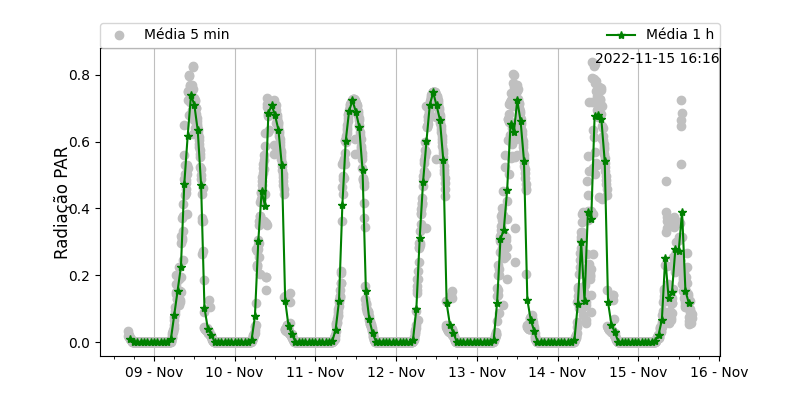 Média 5 min
Média 1 h
2022-11-15 16:16
Radiação PAR
0.8
0.6
0.4
0.2
0.0
09 - Nov
10 - Nov
11 - Nov
12 - Nov
13 - Nov
14 - Nov
15 - Nov
16 - Nov